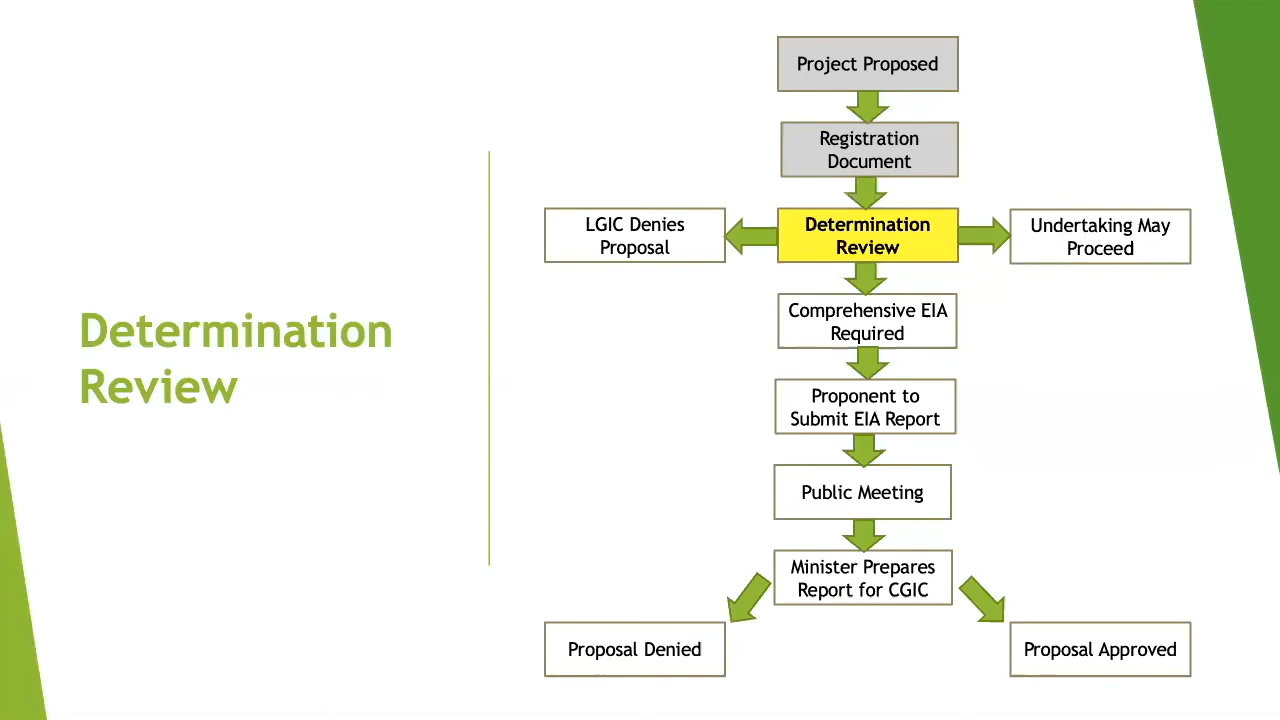 Determination
Review
Project Proposed
Registration
Document
LGIC Denies
Proposal
Determination
Review
Undertaking May
Proceed
Comprehensive EIA
Required
Proponent to
Submit EIA Report
Public Meeting
Minister Prepares
Report for CGIC
Proposal Denied
Proposal Approved